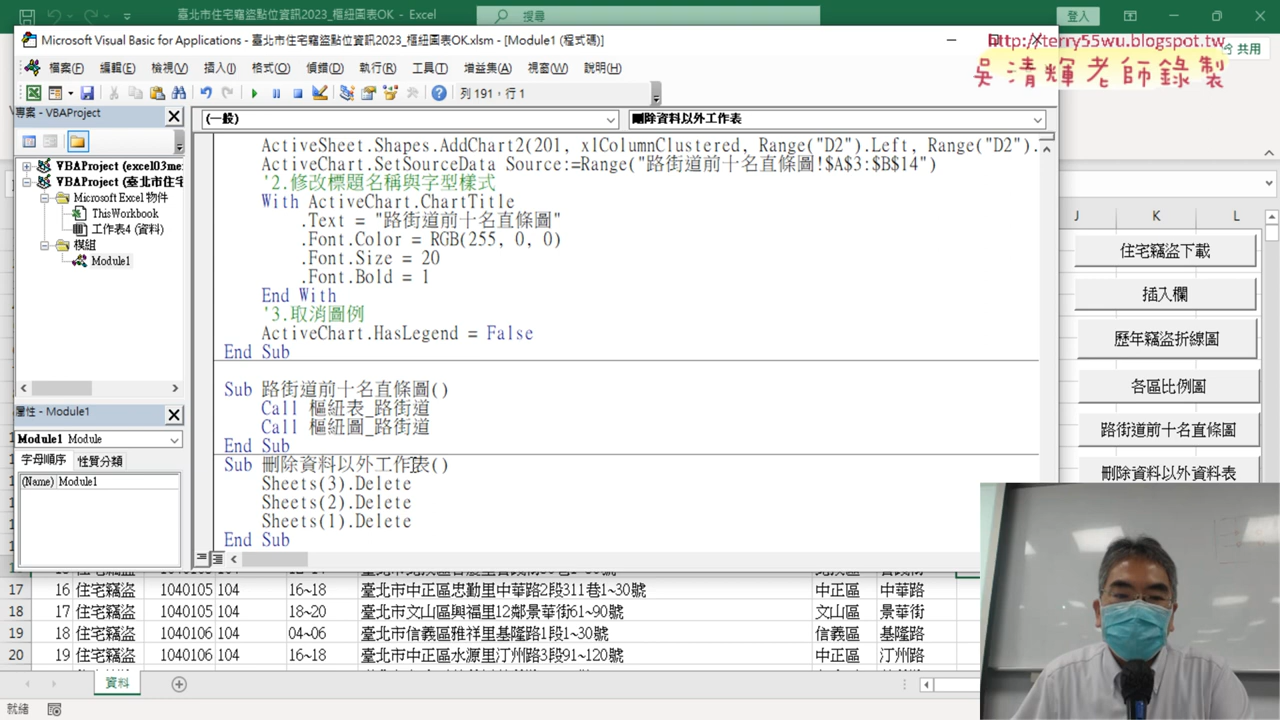 臺北市住宅竊盜點位資訊2023_樞紐圖表OK - Excel
搜尋
登入
Microsoft Visual Basic for Applications - 臺北市住宅竊盜點位資訊2023_樞紐圖表OK.xlsm - [Module1 (程式碼)]
http://terry55wu.blogspot.tw
共用
吳清輝老師錄製
檔案(F) 編輯(E) 檢視(V) 插入(I) 格式(O) 偵錯(D) 執行(R) 工具(T) 增益集(A) 視窗(W) 說明(H)
列 191，行 1
專案 - VBAProject
(一般)
刪除資料以外工作表
VBAProject (excel03me
VBAProject (臺北市住宅
Microsoft Excel 物件
ThisWorkbook
工作表4 (資料)
模組
Module1
屬性 - Module1
Module1 Module
字母順序 性質分類
(Name) Module1
ActiveSheet.Shapes.AddChart2(201, xlColumnClustered, Range("D2").Left, Range("D2").
ActiveChart.SetSourceData Source:=Range("路街道前十名直條圖!$A$3:$B$14")
'2.修改標題名稱與字型樣式
With ActiveChart.ChartTitle
.Text = "路街道前十名直條圖"
.Font.Color = RGB(255, 0, 0)
.Font.Size = 20
.Font.Bold = 1
End With
'3.取消圖例
ActiveChart.HasLegend = False
End Sub
Sub 路街道前十名直條圖()
Call 樞紐表_路街道
Call 樞紐圖_路街道
End Sub
Sub 刪除資料以外工作表()
Sheets(3).Delete
Sheets(2).Delete
Sheets(1).Delete
End Sub
J K L
住宅竊盜下載
插入欄
歷年竊盜折線圖
各區比例圖
路街道前十名直條圖
刪除資料以外資料表
17 16 住宅竊盜 1040105 104 16~18 臺北市中正區忠勤里中華路2段311巷1~30號 中正區 中華路
18 17 住宅竊盜 1040105 104 18~20 臺北市文山區興福里12鄰景華街61~90號 文山區 景華街
19 18 住宅竊盜 1040106 104 04~06 臺北市信義區雅祥里基隆路1段1~30號 信義區 基隆路
20 19 住宅竊盜 1040106 104 16~18 臺北市中正區水源里汀州路3段91~120號 中正區 汀州路
資料
就緒